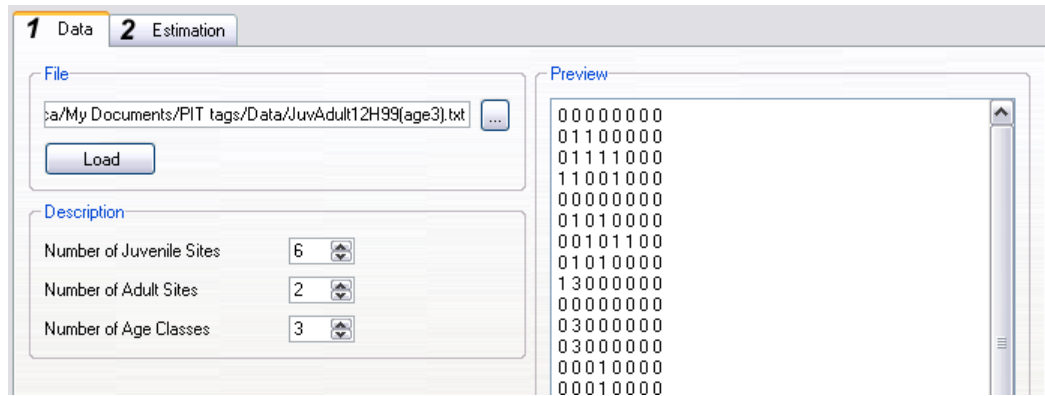 1 Data 2 Estimation
File
ca/My Documents/PIT tags/Data/JuvAdult12H99(age3).txt ...
Load
Description
Number of Juvenile Sites 6
Number of Adult Sites 2
Number of Age Classes 3
Preview
00000000
01100000
01111000
11001000
00000000
01010000
00101100
01010000
13000000
00000000
03000000
03000000
00010000
00010000